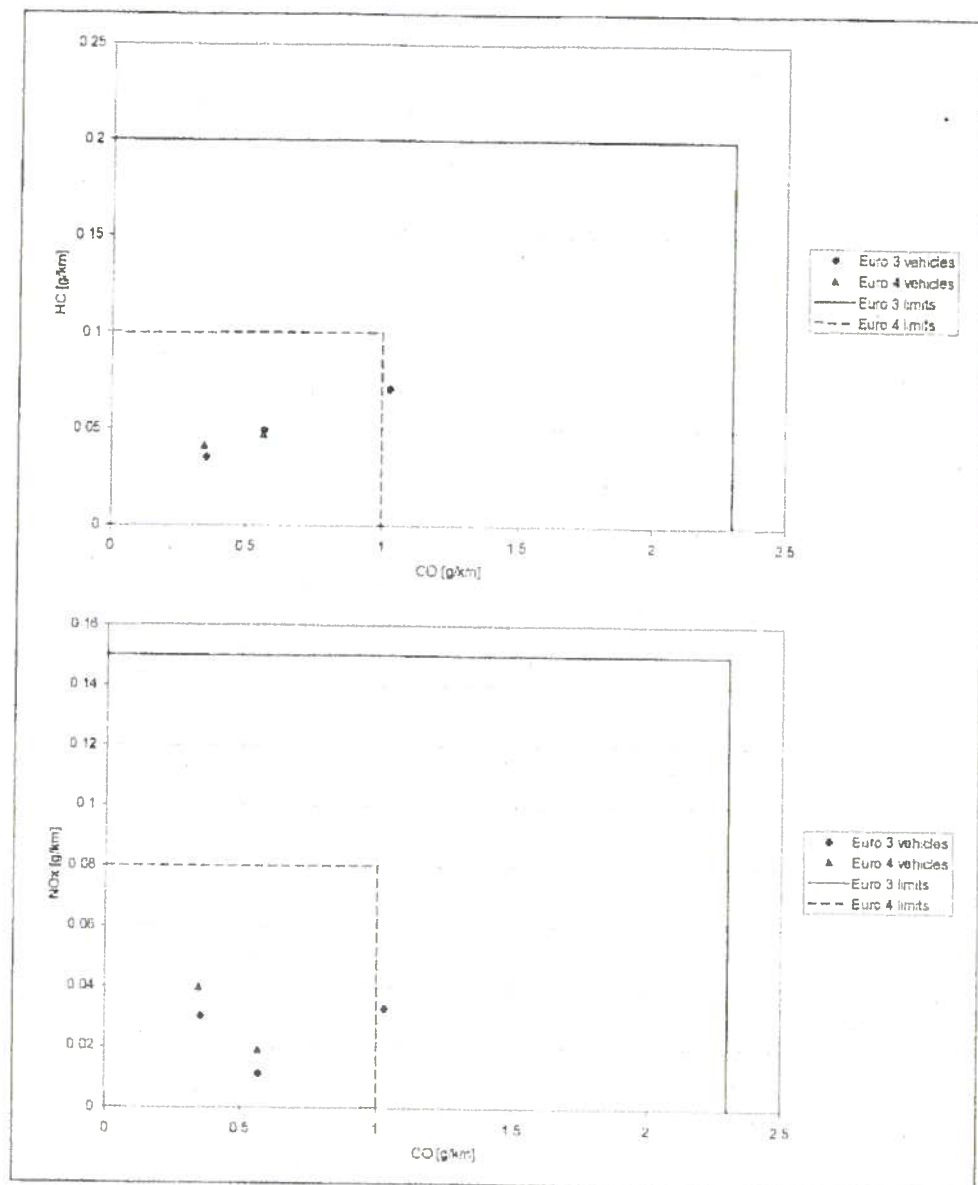 0.25
0.2
0.15
0.1
0.05
0
HC [g/km]
0
0.5
1
1.5
2
2.5
CO [g/km]
Euro 3 vehicles
Euro 4 vehicles
Euro 3 limits
Euro 4 limits
0.16
0.14
0.12
0.1
0.08
0.06
0.04
0.02
0
NOx [g/km]
0
0.5
1
1.5
2
2.5
CO [g/km]
Euro 3 vehicles
Euro 4 vehicles
Euro 3 limits
Euro 4 limits